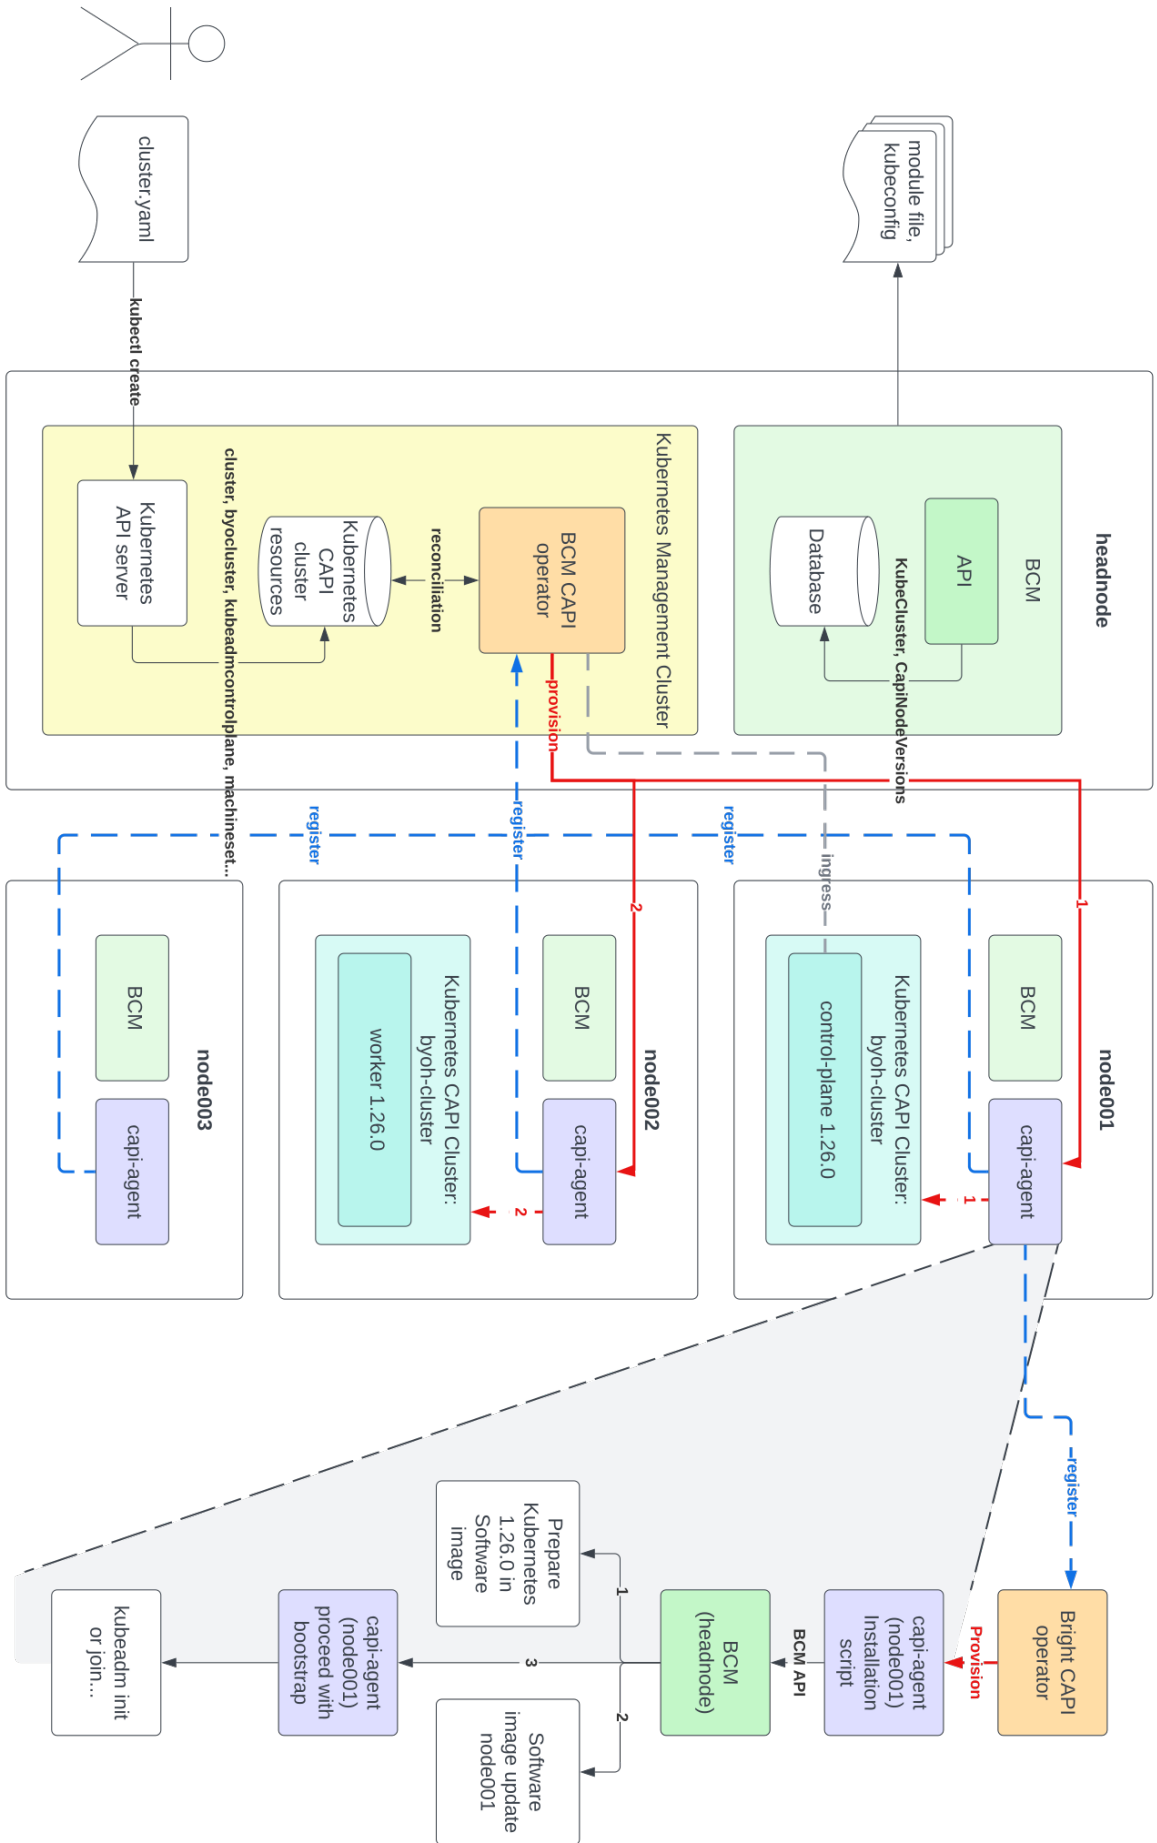 cluster.yaml
module file,
kubeconfig
kubectl create
headnode
BCM
API
KubeCluster, CapiNodeVersions
Database
Kubernetes Management Cluster
BCM CAPI
operator
provision
reconciliation
Kubernetes
CAPI
cluster
resources
cluster, byocluster, kubeadmcontrolplane, machineset...
Kubernetes
API server
register
register
register
ingress
1
2
node001
BCM
capi-agent
1
Kubernetes CAPI Cluster:
byoh-cluster
control-plane 1.26.0
node002
BCM
capi-agent
2
Kubernetes CAPI Cluster:
byoh-cluster
worker 1.26.0
node003
BCM
capi-agent
register
Bright CAPI
operator
Provision
capi-agent
(node001)
Installation
script
BCM API
BCM
(headnode)
1
2
3
Prepare
Kubernetes
1.26.0 in
Software
image
Software
image update
node001
capi-agent
(node001)
proceed with
bootstrap
kubeadm init
or join...